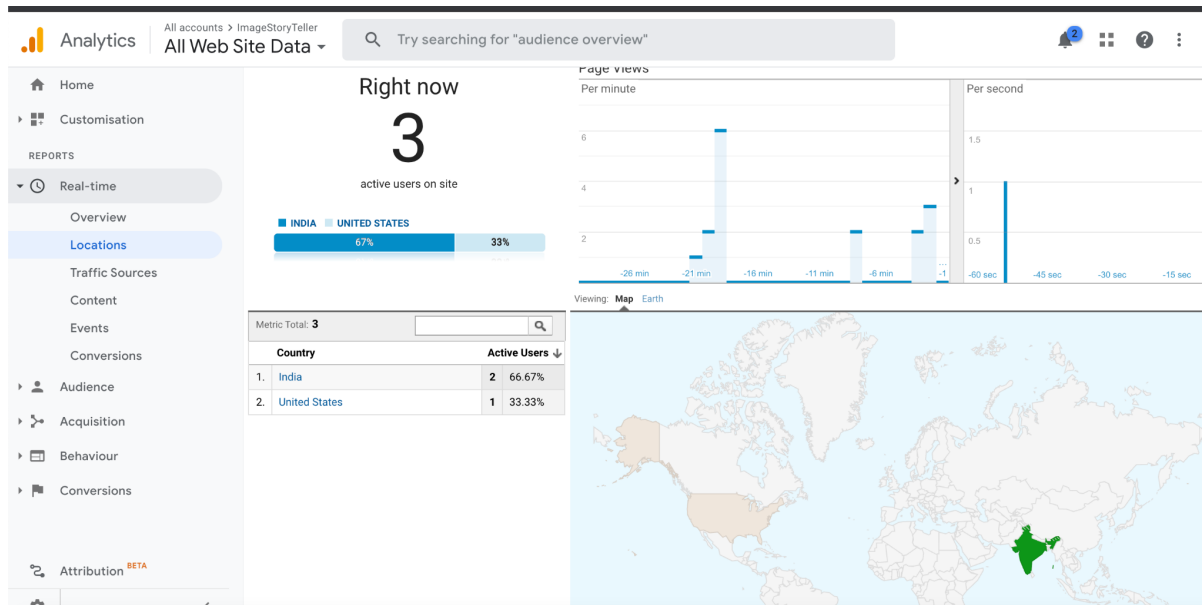 All accounts > ImageStoryTeller
Analytics
All Web Site Data
Try searching for "audience overview"
2
Home
Customisation
REPORTS
Real-time
Overview
Locations
Traffic Sources
Content
Events
Conversions
Audience
Acquisition
Behaviour
Conversions
Attribution BETA
Right now
3
active users on site
INDIA UNITED STATES
67% 33%
Page Views
Per minute
6
4
2
-26 min -21 min -16 min -11 min -6 min -1
...
Per second
1.5
1
0.5
-60 sec -45 sec -30 sec -15 sec
Viewing: Map Earth
Metric Total: 3
Country Active Users
1. India 2 66.67%
2. United States 1 33.33%